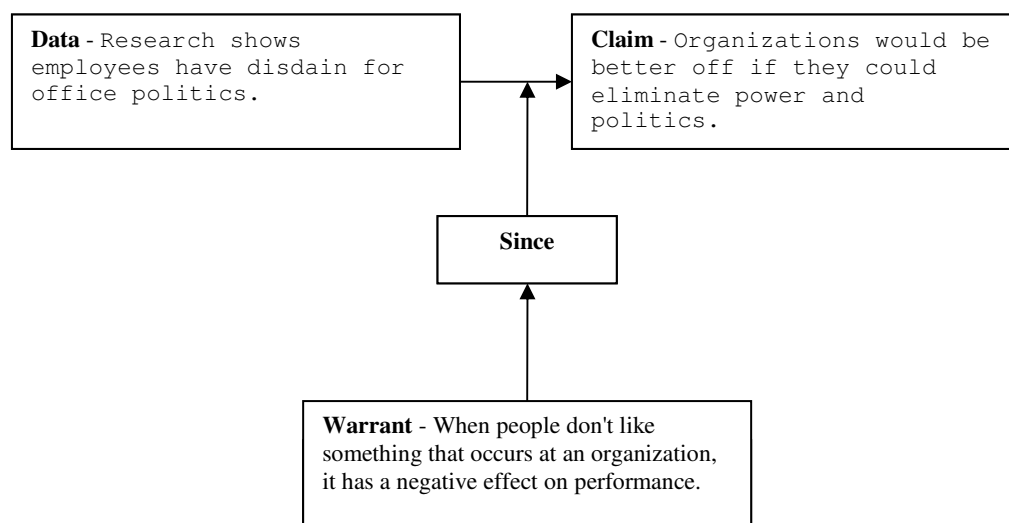 Data - Research shows
employees have disdain for
office politics.
Claim - Organizations would be
better off if they could
eliminate power and
politics.
Since
Warrant - When people don't like
something that occurs at an organization,
it has a negative effect on performance.